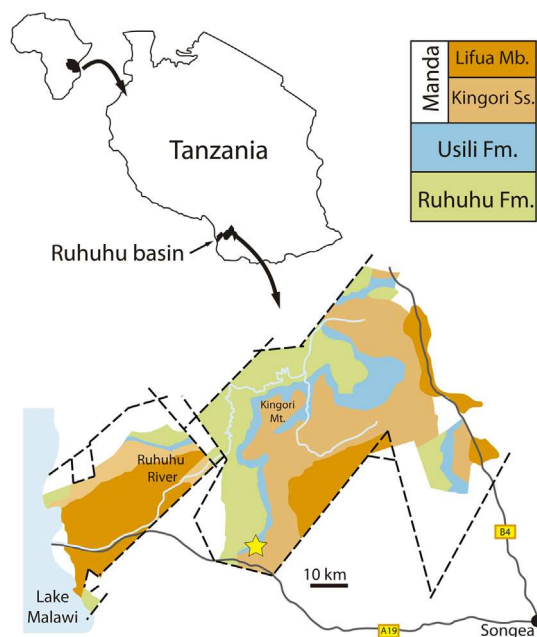 Tanzania
Ruhuhu basin
Manda
Lifua Mb.
Kingori Ss.
Usili Fm.
Ruhuhu Fm.
Kingori
Mt.
Ruhuhu
River
10 km
B4
Lake
Malawi
A19
Songea